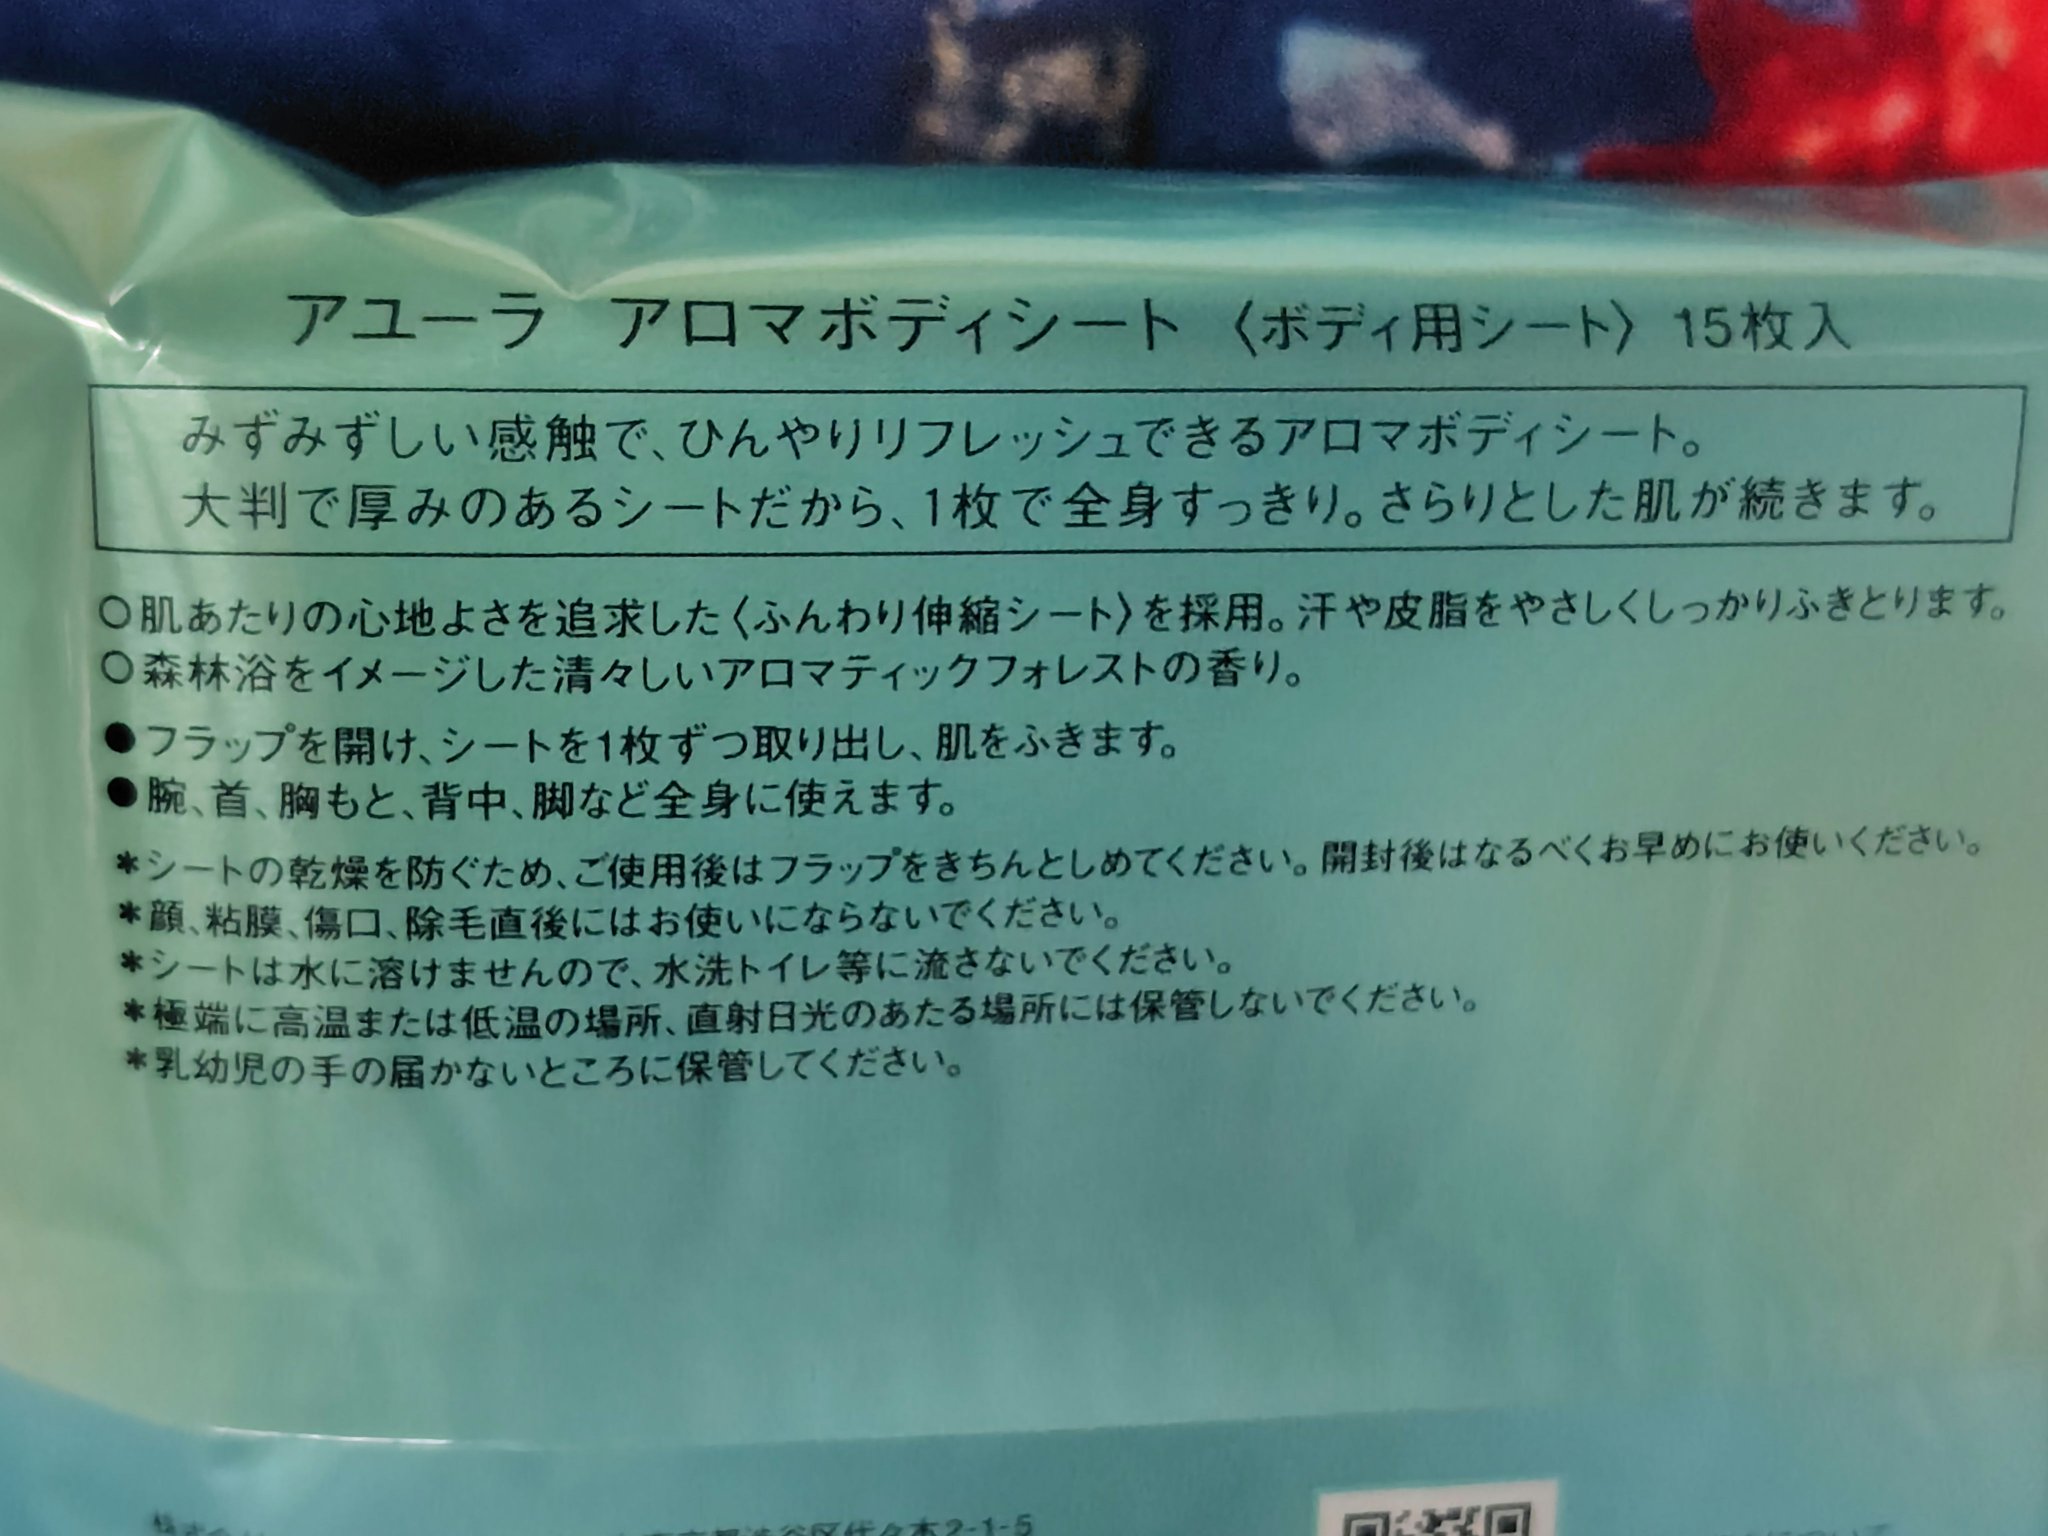 アユーラ アロマボディシート 〈ボディ用シート〉 15枚入
みずみずしい感触で、ひんやりリフレッシュできるアロマボディシート。
大判で厚みのあるシートだから、1枚で全身すっきり。さらりとした肌が続きます。
○肌あたりの心地よさを追求した〈ふんわり伸縮シート〉を採用。汗や皮脂をやさしくしっかりふきとります。
○森林浴をイメージした清々しいアロマティックフォレストの香り。
●フラップを開け、シートを1枚ずつ取り出し、肌をふきます。
●腕、首、胸もと、背中、脚など全身に使えます。
*シートの乾燥を防ぐため、ご使用後はフラップをきちんとしめてください。開封後はなるべくお早めにお使いください。
*顔、粘膜、傷口、除毛直後にはお使いにならないでください。
*シートは水に溶けませんので、水洗トイレ等に流さないでください。
*極端に高温または低温の場所、直射日光のあたる場所には保管しないでください。
*乳幼児の手の届かないところに保管してください。
東京都渋谷区代々木2-1-5